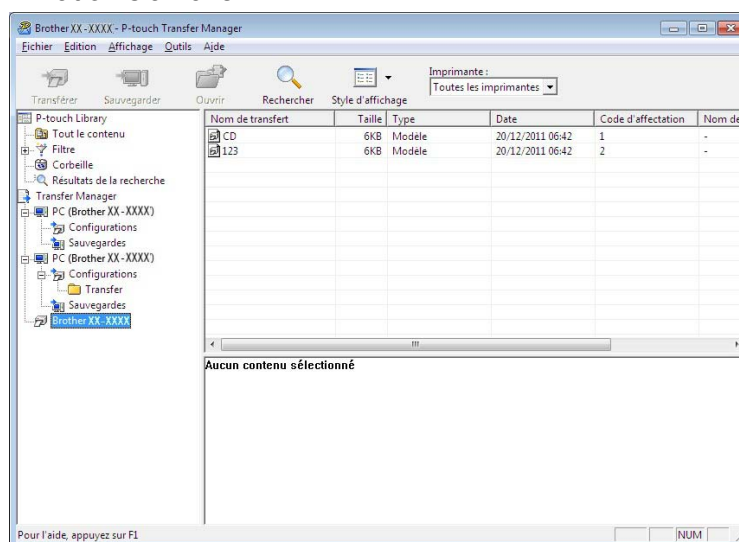 Brother XX-XXXX - P-touch Transfer Manager
Fichier Edition Affichage Outils Aide
Transférer Sauvegarder Ouvrir Rechercher Style d'affichage
Imprimante :
Toutes les imprimantes
P-touch Library
Tout le contenu
Filtre
Corbeille
Résultats de la recherche
Transfer Manager
PC (Brother XX-XXXX)
Configurations
Sauvegardes
PC (Brother XX-XXXX)
Configurations
Transfer
Sauvegardes
Brother XX-XXXX
Nom de transfert Taille Type Date Code d'affectation Nom de
CD 6KB Modèle 20/12/2011 06:42 1 -
123 6KB Modèle 20/12/2011 06:42 2 -
Aucun contenu sélectionné
Pour l'aide, appuyez sur F1
NUM